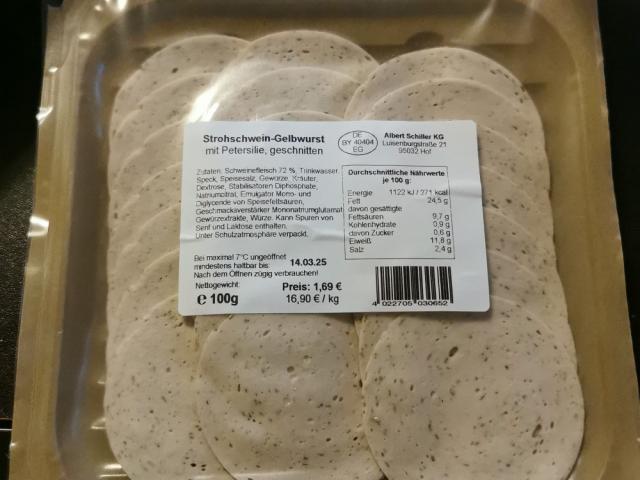 Strohschwein-Gelbwurst
mit Petersilie, geschnitten
DE
BY 40404
EG
Albert Schiller KG
Luisenburgstraße 21
95032 Hof
Zutaten: Schweinefleisch 72 %, Trinkwasser,
Speck, Speisesalz, Gewürze, Kräuter,
Dextrose, Stabilisatoren Diphosphate,
Natriumcitrat, Emulgator Mono- und
Diglycende von Speisefettsäuren,
Geschmacksverstärker Mononatriumglutamat
Gewürzextrakte, Würze. Kann Spuren von
Senf und Laktose enthalten.
Unter Schutzatmosphäre verpackt.
Durchschnittliche Nährwerte
je 100 g:
Energie 1122 kJ / 271 kcal
Fett 24,5 g
davon gesättigte
Fettsäuren 9,7 g
Kohlenhydrate 0,9 g
davon Zucker 0,6 g
Eiweiß 11,8 g
Salz 2,4 g
Bei maximal 7°C ungeöffnet
mindestens haltbar bis: 14.03.25
Nach dem Öffnen zügig verbrauchen!
Nettogewicht:
e 100g
Preis: 1,69 €
16,90 € / kg
4 022705 030652